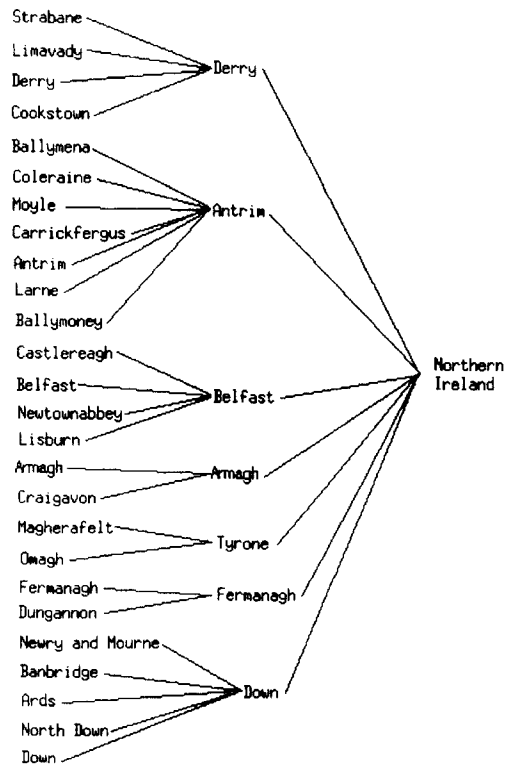 Strabane
Limavady
Derry
Cookstown
Derry
Ballymena
Coleraine
Moyle
Carrickfergus
Antrim
Larne
Ballymoney
Antrim
Castlereagh
Belfast
Newtownabbey
Lisburn
Belfast
Armagh
Craigavon
Armagh
Magherafelt
Omagh
Tyrone
Fermanagh
Dungannon
Fermanagh
Newry and Mourne
Banbridge
Ards
North Down
Down
Down
Northern
Ireland